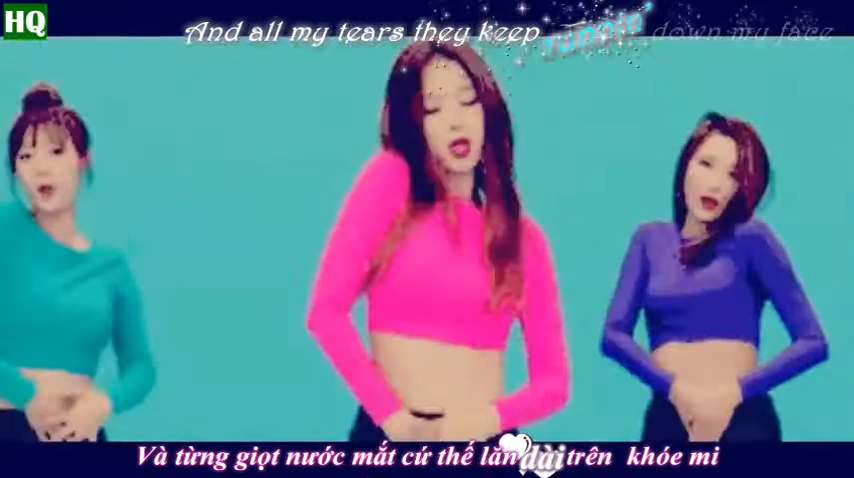 HQ
And all my tears they keep runnin' down my face
Và từng giọt nước mắt cứ thế lăn dài trên khóe mi